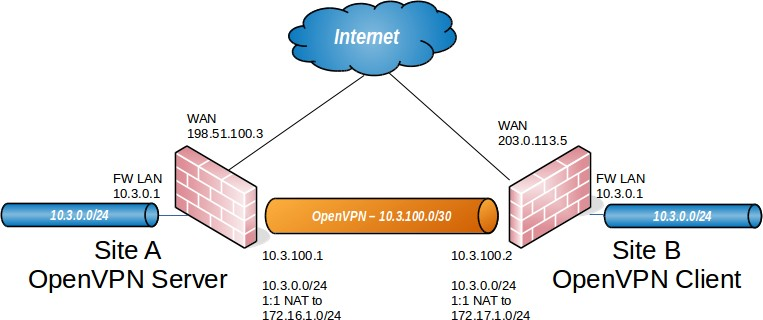 Internet
WAN
198.51.100.3
WAN
203.0.113.5
FW LAN
10.3.0.1
FW LAN
10.3.0.1
10.3.0.0/24
OpenVPN – 10.3.100.0/30
10.3.0.0/24
Site A
OpenVPN Server
10.3.100.1
10.3.0.0/24
1:1 NAT to
172.16.1.0/24
10.3.100.2
10.3.0.0/24
1:1 NAT to
172.17.1.0/24
Site B
OpenVPN Client